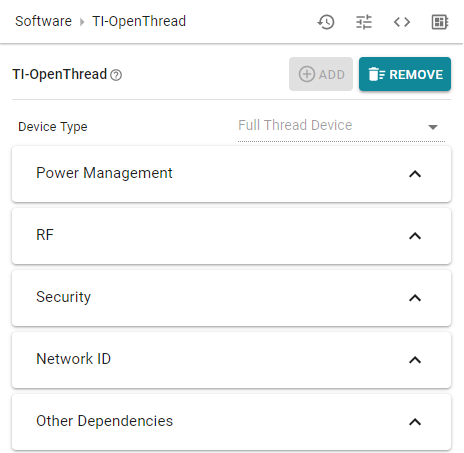 Software TI-OpenThread
TI-OpenThread ADD REMOVE
Device Type Full Thread Device
Power Management
RF
Security
Network ID
Other Dependencies